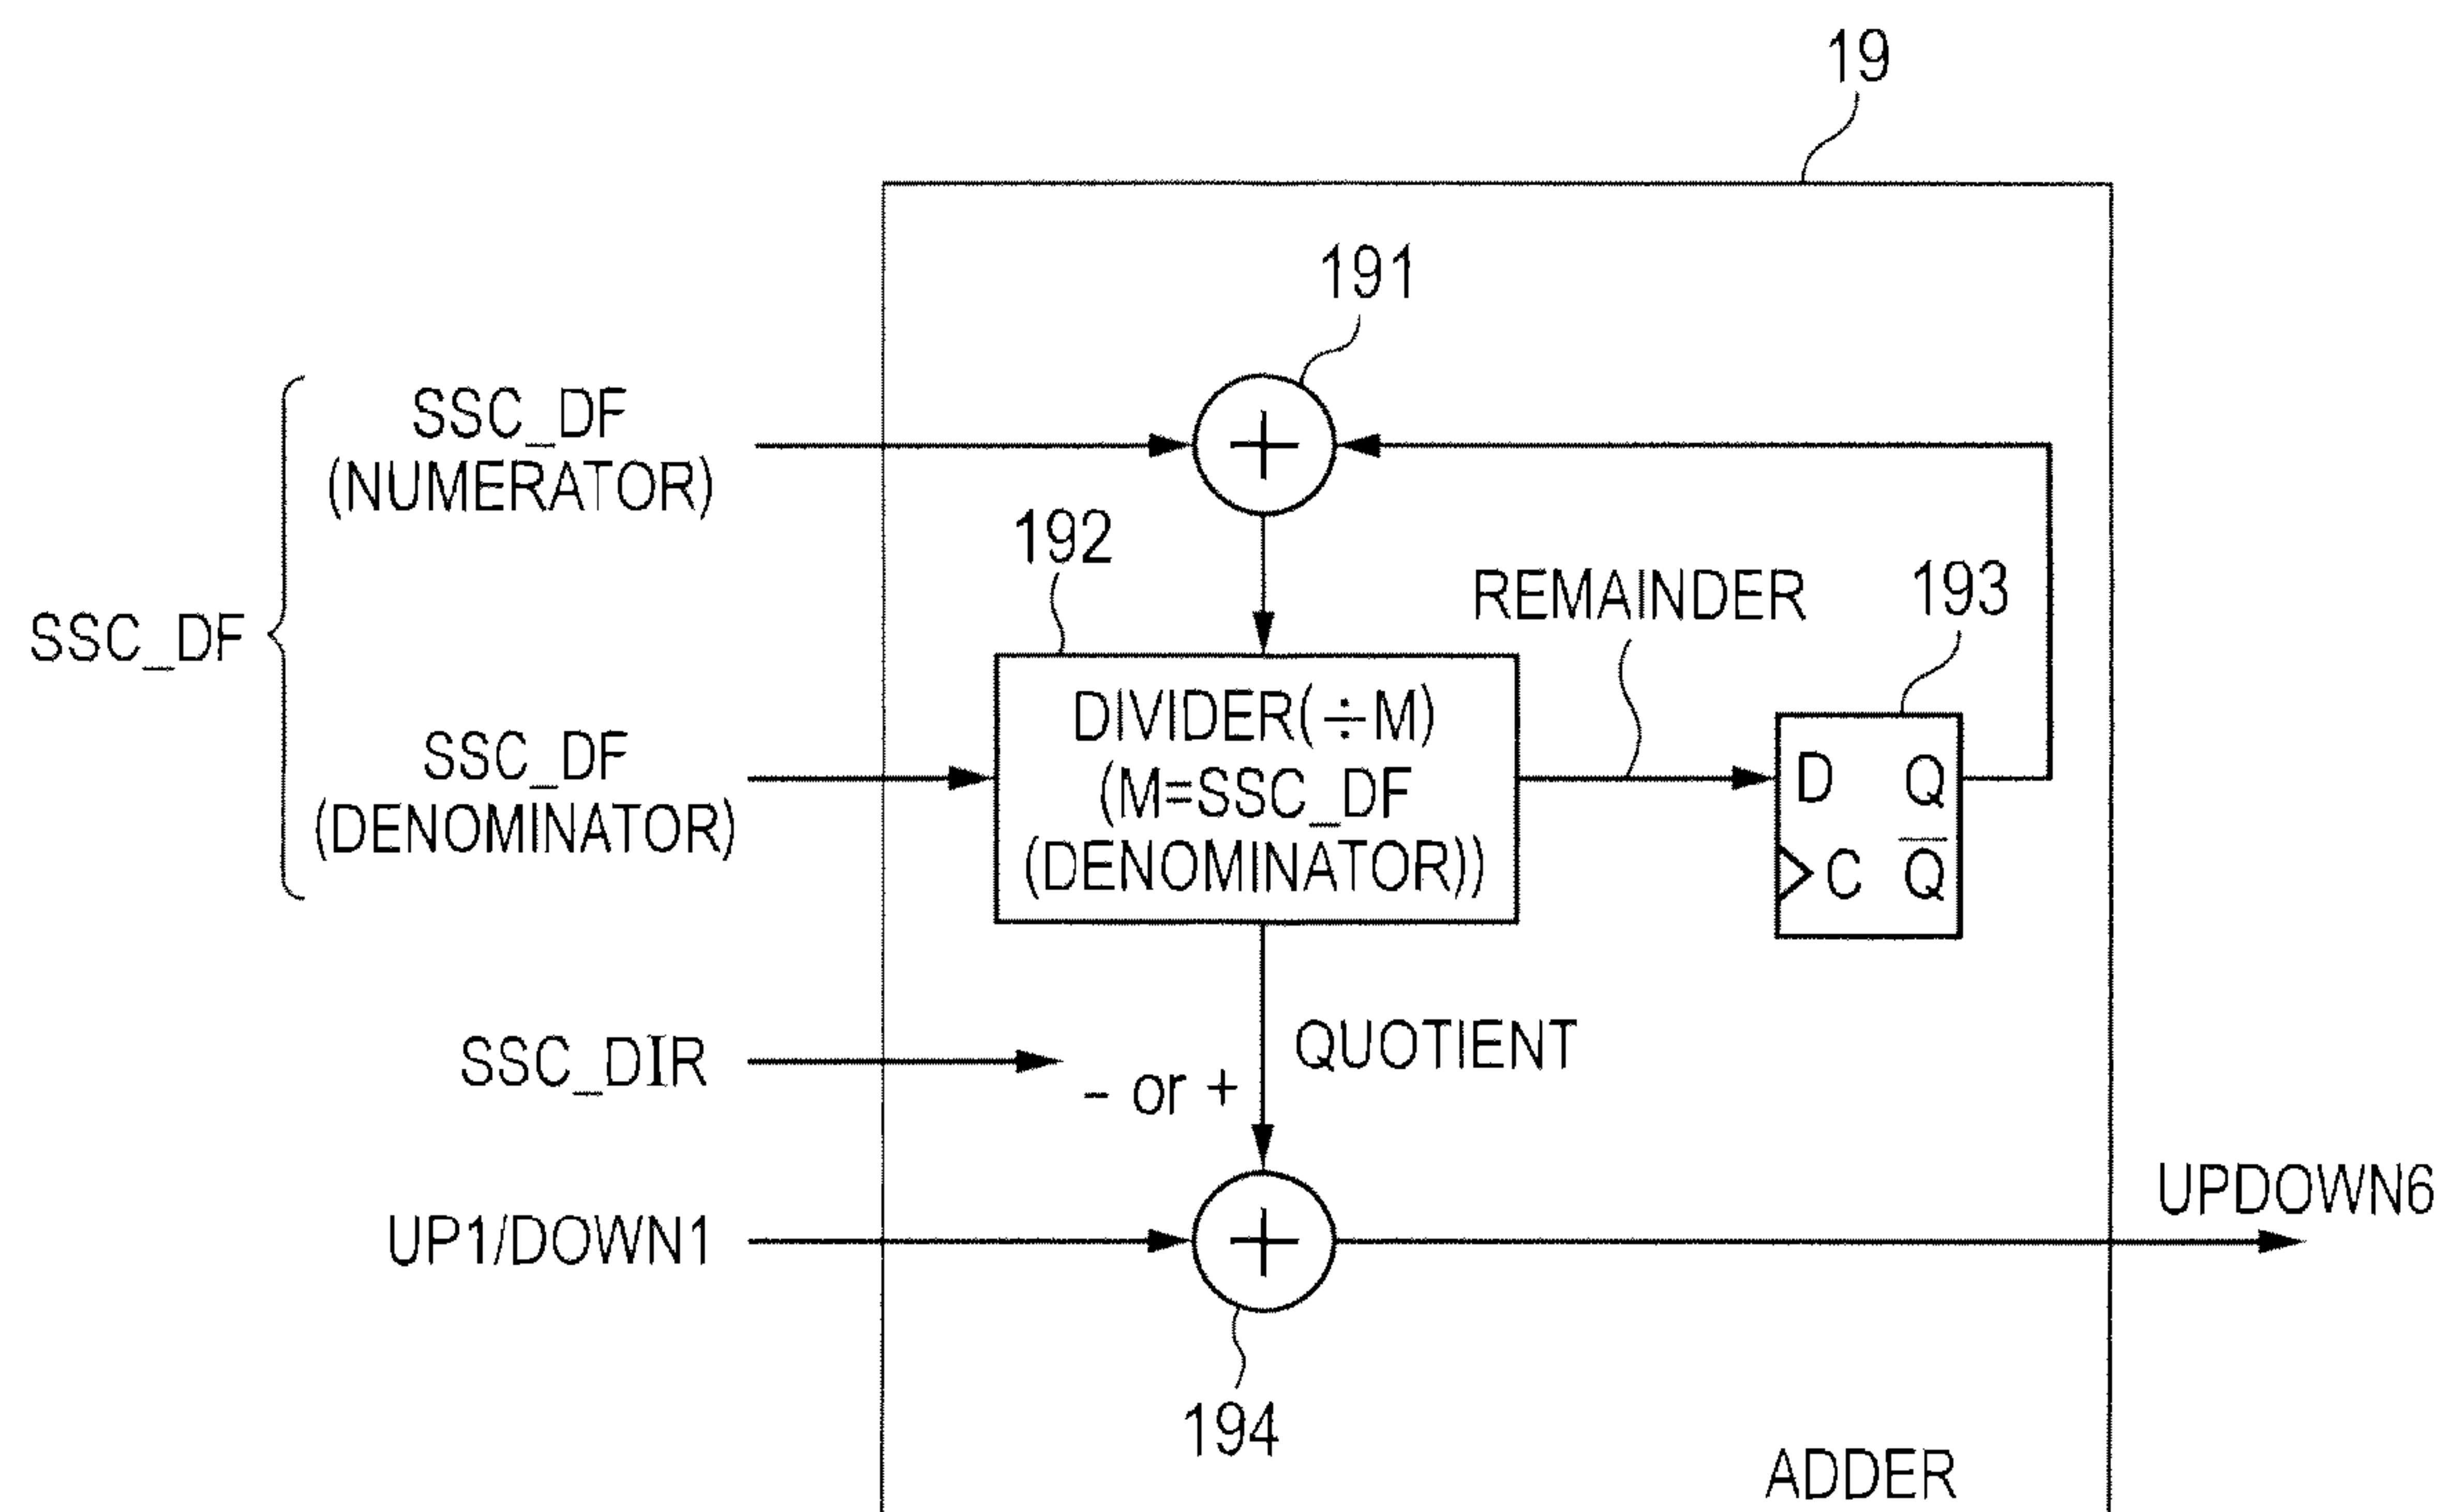 19
191
SSC_DF
(NUMERATOR)
192
REMAINDER
193
SSC_DF
SSC_DF
(DENOMINATOR)
DIVIDER(÷M)
(M=SSC_DF
(DENOMINATOR))
D Q
C Q̅
SSC_DIR
- or +
QUOTIENT
UP1/DOWN1
UPDOWN6
194
ADDER